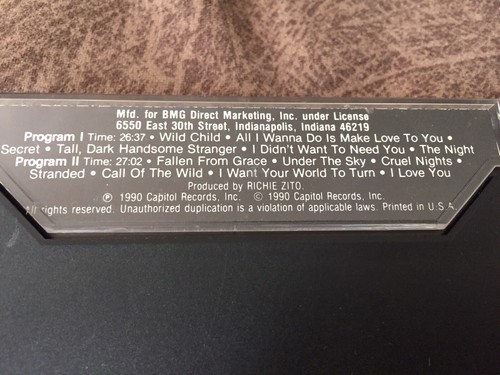 Mfd. for BMG Direct Marketing, Inc. under License
6550 East 30th Street, Indianapolis, Indiana 46219
Program I Time: 26:37 • Wild Child • All I Wanna Do Is Make Love To You •
Secret • Tall, Dark Handsome Stranger • I Didn't Want To Need You • The Night
Program II Time: 27:02 • Fallen From Grace • Under The Sky • Cruel Nights •
Stranded • Call Of The Wild • I Want Your World To Turn • I Love You
Produced by RICHIE ZITO.
℗ 1990 Capitol Records, Inc. © 1990 Capitol Records, Inc.
All rights reserved. Unauthorized duplication is a violation of applicable laws. Printed in U.S.A.